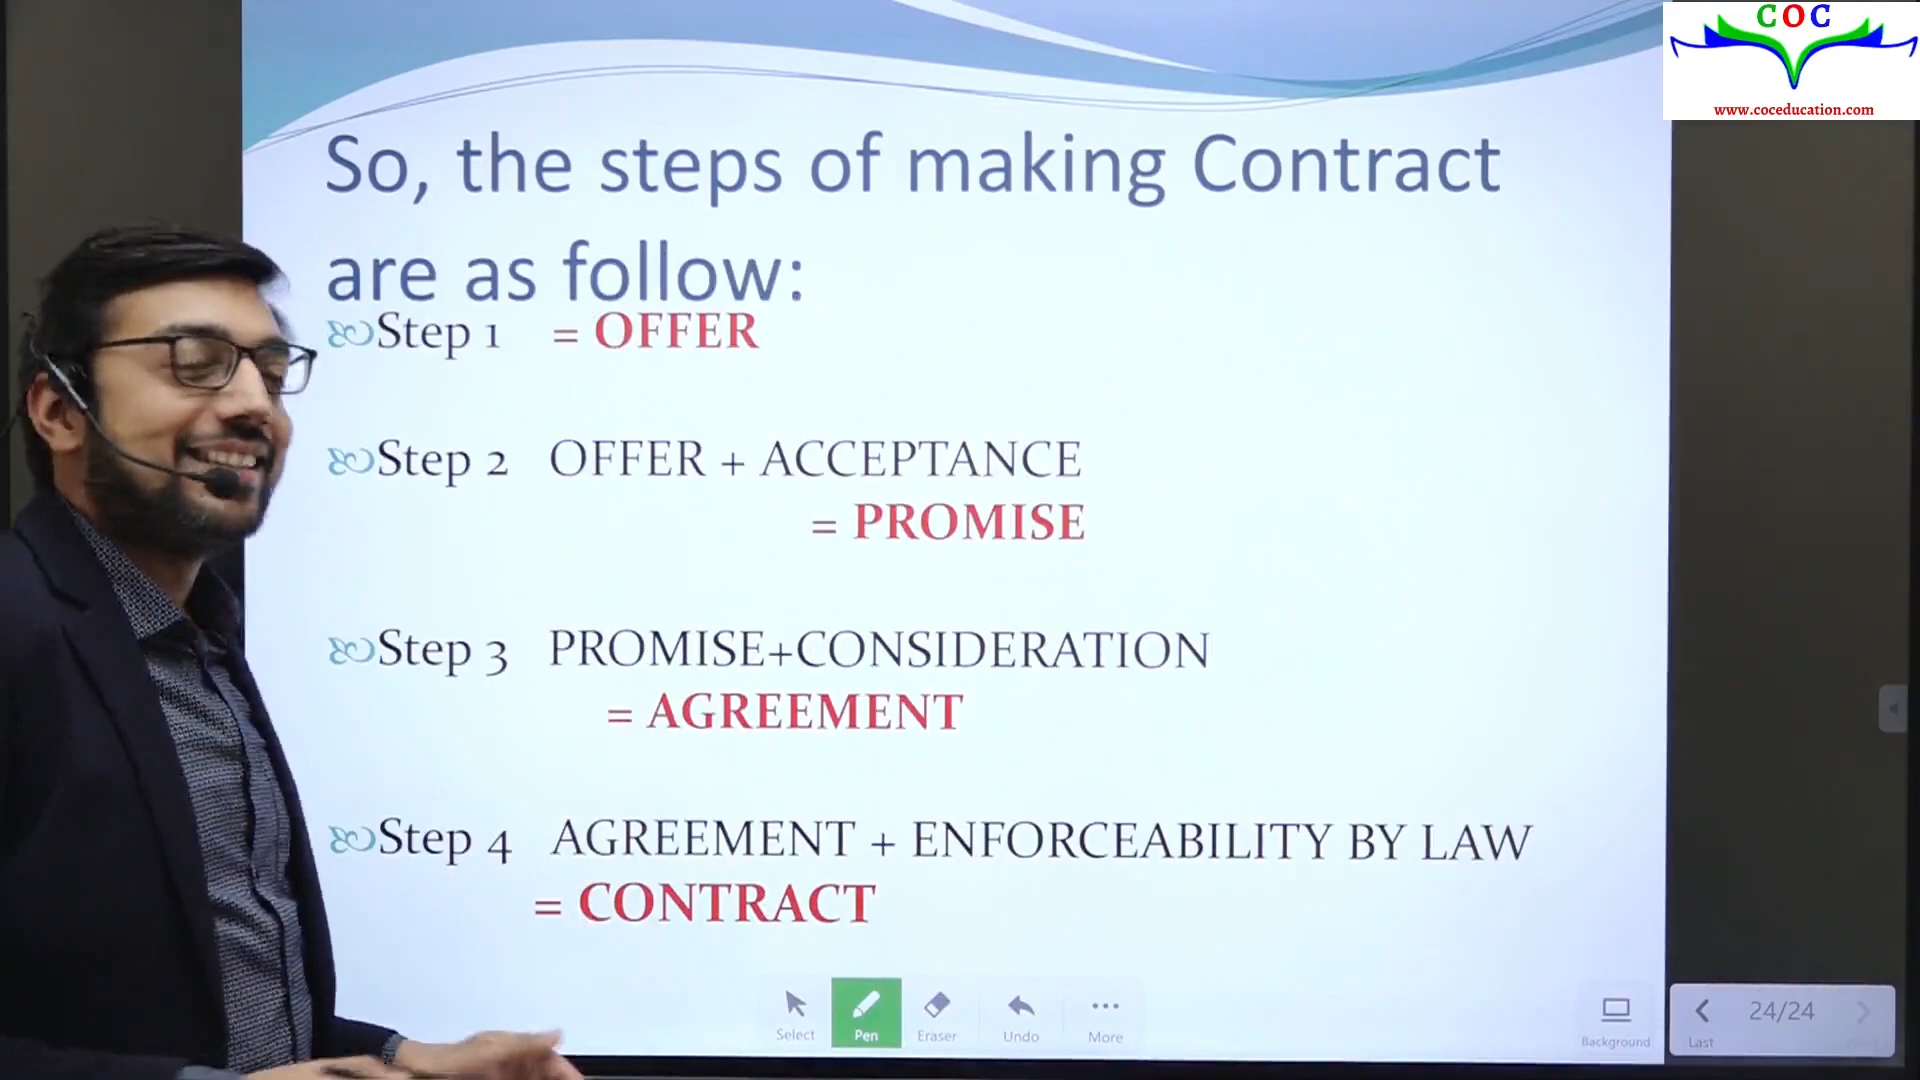 COC
www.coceducation.com
So, the steps of making Contract
are as follow:
Step 1 = OFFER
Step 2 OFFER + ACCEPTANCE
= PROMISE
Step 3 PROMISE+CONSIDERATION
= AGREEMENT
Step 4 AGREEMENT + ENFORCEABILITY BY LAW
= CONTRACT
Select Pen Eraser Undo More
Background
24/24
Last